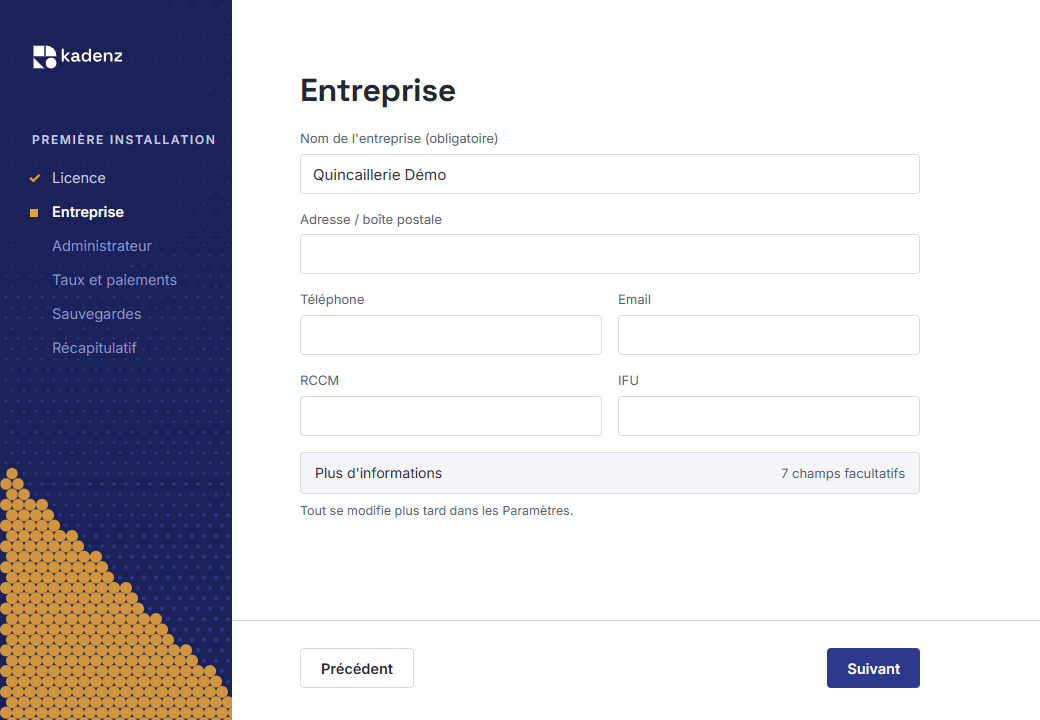 kadenz
PREMIÈRE INSTALLATION
Licence
Entreprise
Administrateur
Taux et paiements
Sauvegardes
Récapitulatif
Entreprise
Nom de l'entreprise (obligatoire)
Quincaillerie Démo
Adresse / boîte postale
Téléphone Email
RCCM IFU
Plus d'informations 7 champs facultatifs
Tout se modifie plus tard dans les Paramètres.
Précédent Suivant